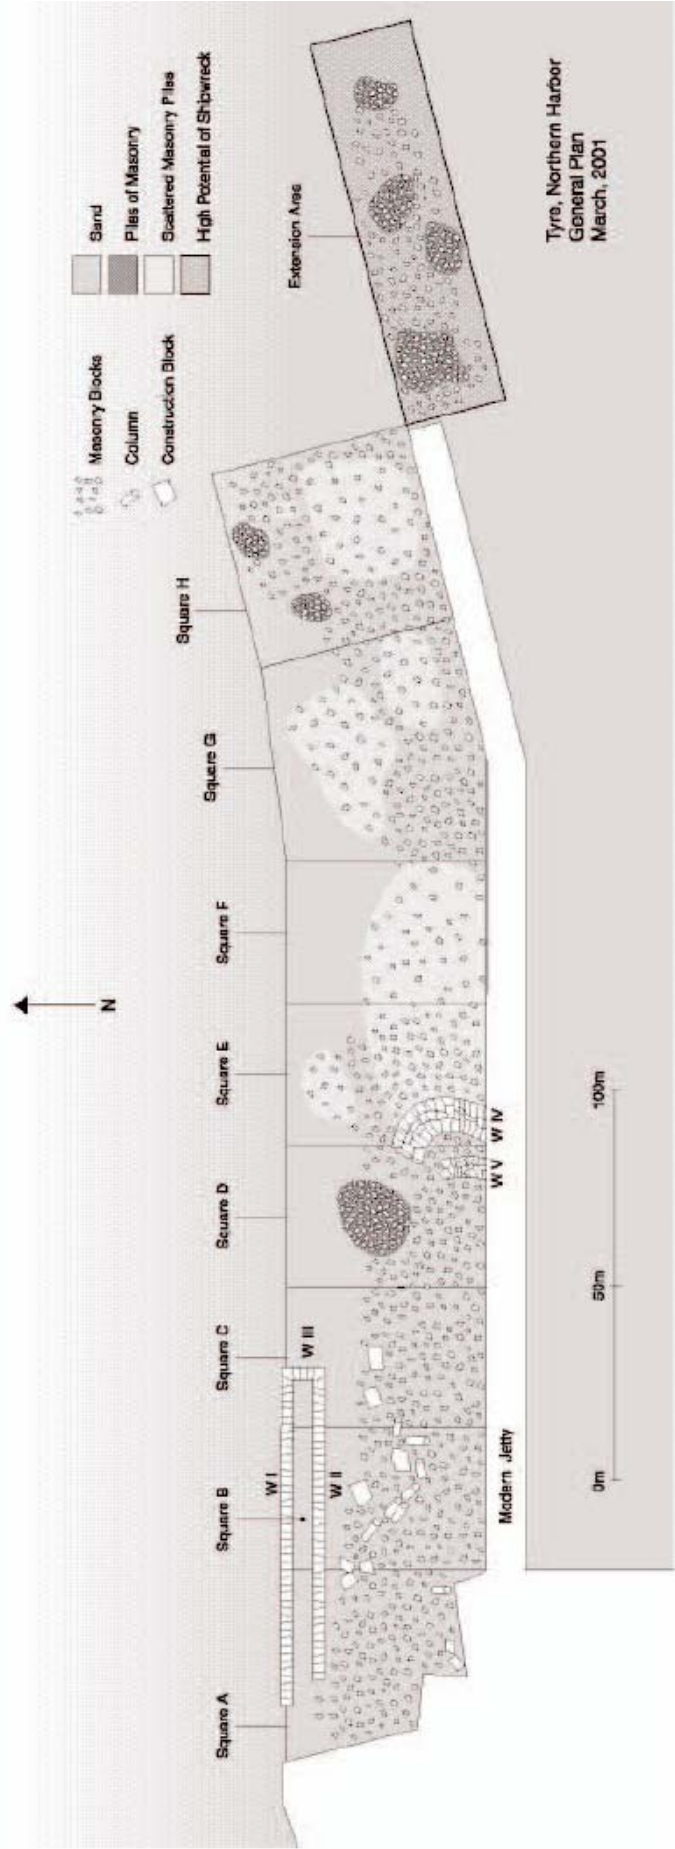 Sand
Piles of Masonry
Scattered Masonry Piles
High Potential of Shipwreck
Masonry Blocks
Column
Construction Block
Extension Area
Square H
Square G
Square F
Square E
Square D
Square C
Square B
Square A
N
W I
W II
W III
W IV
W V
Modern Jetty
0m
50m
100m
Tyre, Northern Harbor
General Plan
March, 2001